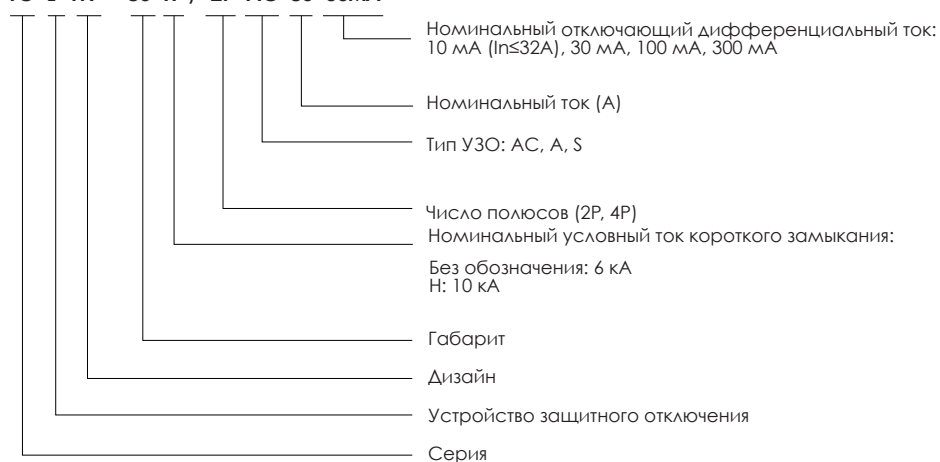 Номинальный отключающий дифференциальный ток:
10 мА (In≤32A), 30 мА, 100 мА, 300 мА
Номинальный ток (А)
Тип УЗО: AC, A, S
Число полюсов (2P, 4P)
Номинальный условный ток короткого замыкания:
Без обозначения: 6 кА
H: 10 кА
Габарит
Дизайн
Устройство защитного отключения
Серия